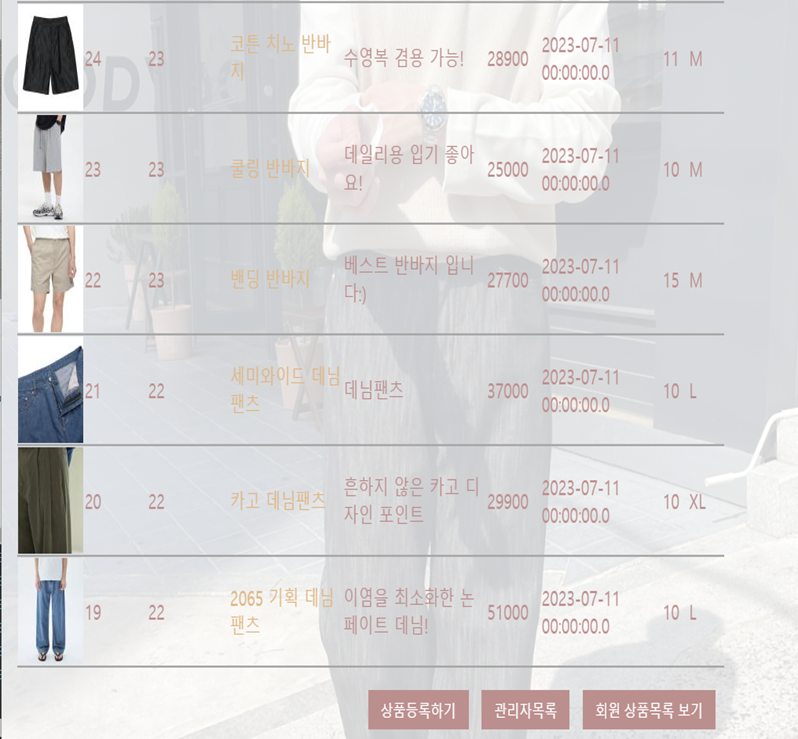 24 23 코튼 치노 반바지 수영복 겸용 가능! 28900 2023-07-11 00:00:00.0 11 M
23 23 쿨링 반바지 데일리용 입기 좋아요! 25000 2023-07-11 00:00:00.0 10 M
22 23 밴딩 반바지 베스트 반바지 입니다:) 27700 2023-07-11 00:00:00.0 15 M
21 22 세미와이드 데님팬츠 데님팬츠 37000 2023-07-11 00:00:00.0 10 L
20 22 카고 데님팬츠 흔하지 않은 카고 디자인 포인트 29900 2023-07-11 00:00:00.0 10 XL
19 22 2065 기획 데님팬츠 이염을 최소화한 논페이트 데님! 51000 2023-07-11 00:00:00.0 10 L
상품등록하기 관리자목록 회원 상품목록 보기